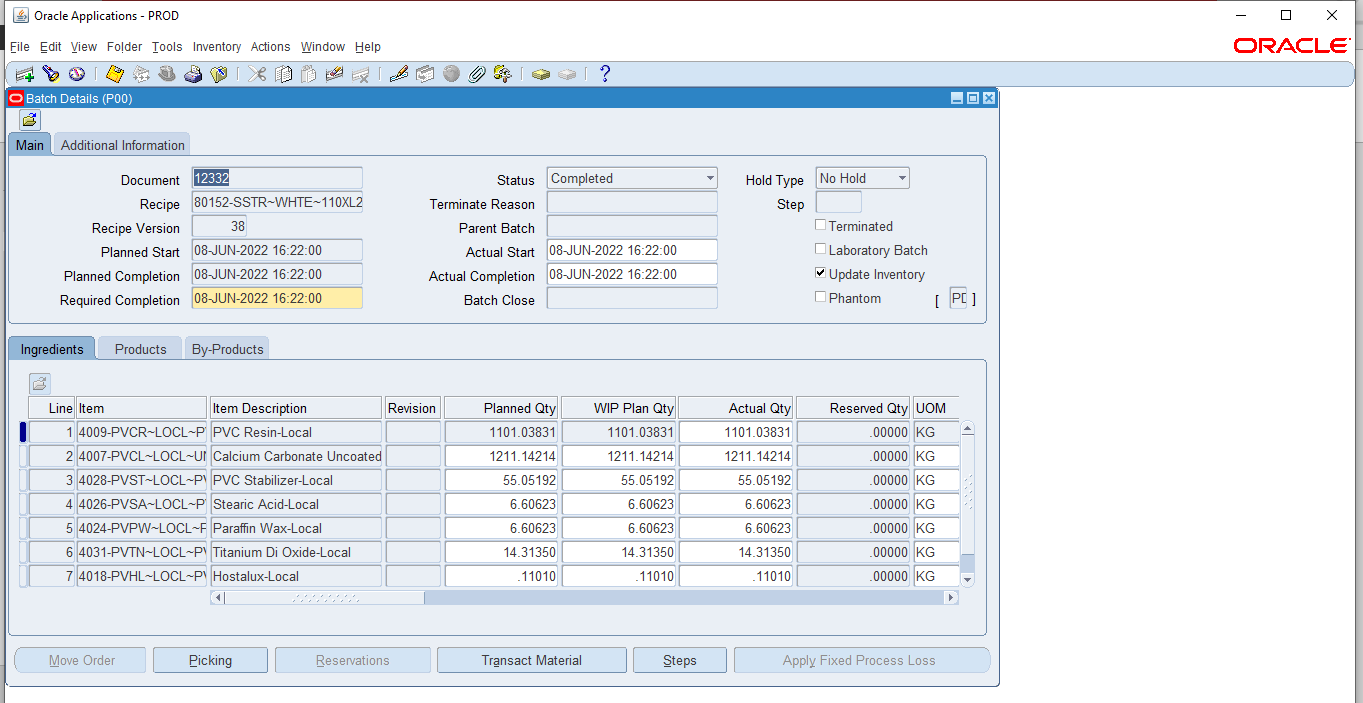 Oracle Applications - PROD
File Edit View Folder Tools Inventory Actions Window Help
ORACLE
?
Batch Details (P00)
Main Additional Information
Document 12332 Status Completed Hold Type No Hold
Recipe 80152-SSTR~WHTE~110XL2 Terminate Reason Step
Recipe Version 38 Parent Batch Terminated
Planned Start 08-JUN-2022 16:22:00 Actual Start 08-JUN-2022 16:22:00 Laboratory Batch
Planned Completion 08-JUN-2022 16:22:00 Actual Completion 08-JUN-2022 16:22:00 Update Inventory
Required Completion 08-JUN-2022 16:22:00 Batch Close Phantom [ ]
Ingredients Products By-Products
Line Item Item Description Revision Planned Qty WIP Plan Qty Actual Qty Reserved Qty UOM
1 4009-PVCR~LOCL~P PVC Resin-Local 1101.03831 1101.03831 1101.03831 .00000 KG
2 4007-PVCL~LOCL~U Calcium Carbonate Uncoated 1211.14214 1211.14214 1211.14214 .00000 KG
3 4028-PVST~LOCL~PV PVC Stabilizer-Local 55.05192 55.05192 55.05192 .00000 KG
4 4026-PVSA~LOCL~P Stearic Acid-Local 6.60623 6.60623 6.60623 .00000 KG
5 4024-PVPW~LOCL~F Paraffin Wax-Local 6.60623 6.60623 6.60623 .00000 KG
6 4031-PVTN~LOCL~PV Titanium Di Oxide-Local 14.31350 14.31350 14.31350 .00000 KG
7 4018-PVHL~LOCL~PV Hostalux-Local .11010 .11010 .11010 .00000 KG
Move Order Picking Reservations Transact Material Steps Apply Fixed Process Loss